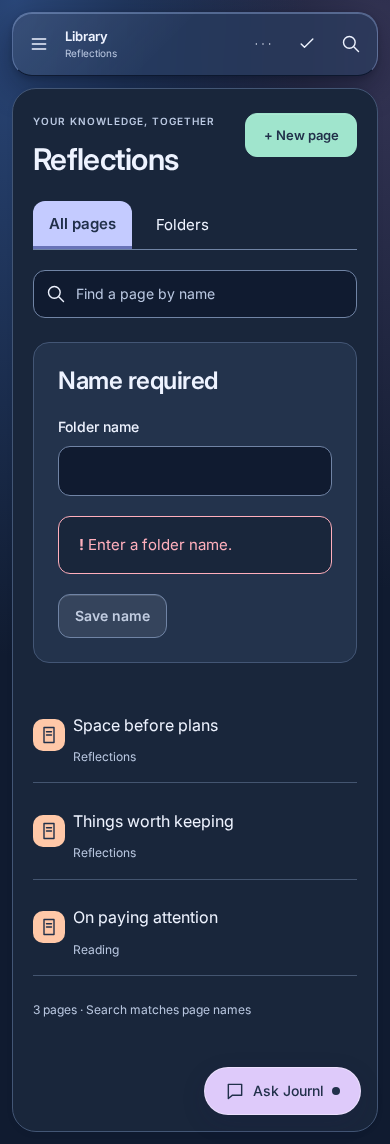 Library
Reflections
...
YOUR KNOWLEDGE, TOGETHER
+ New page
Reflections
All pages
Folders
Find a page by name
Name required
Folder name
! Enter a folder name.
Save name
Space before plans
Reflections
Things worth keeping
Reflections
On paying attention
Reading
3 pages · Search matches page names
Ask Journl